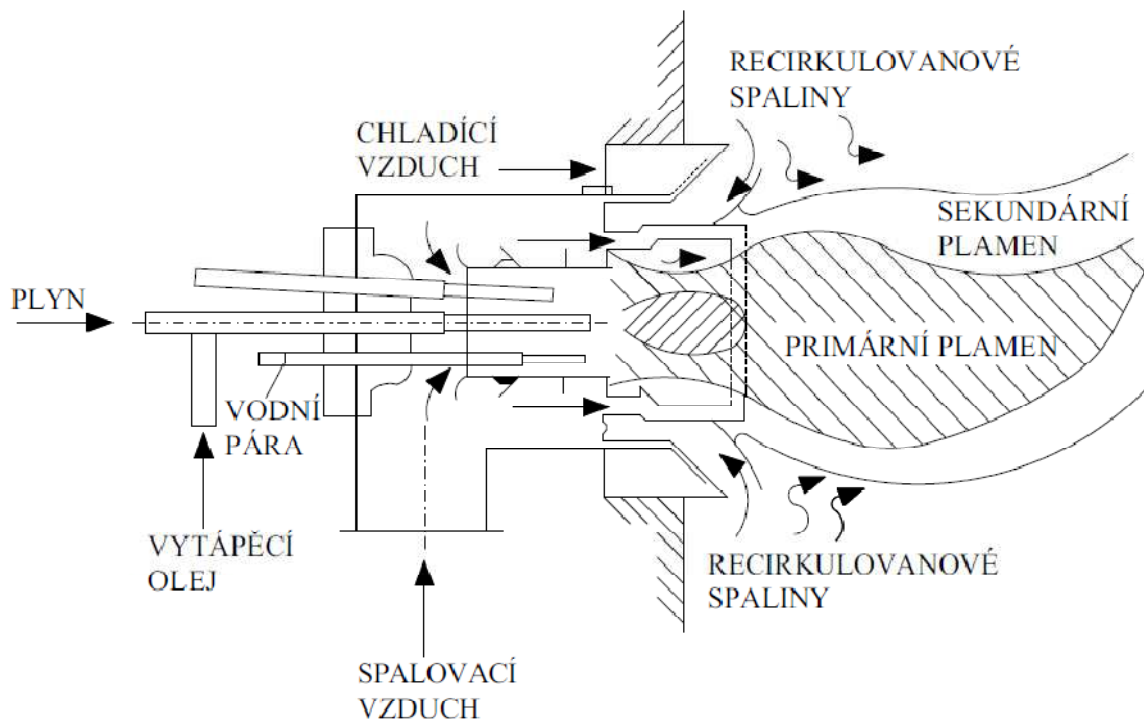 RECIRKULOVANOVÉ
SPALINY
CHLADÍCÍ
VZDUCH
SEKUNDÁRNÍ
PLAMEN
PLYN
PRIMÁRNÍ PLAMEN
VODNÍ
PÁRA
VYTÁPĚCÍ
OLEJ
RECIRKULOVANOVÉ
SPALINY
SPALOVACÍ
VZDUCH